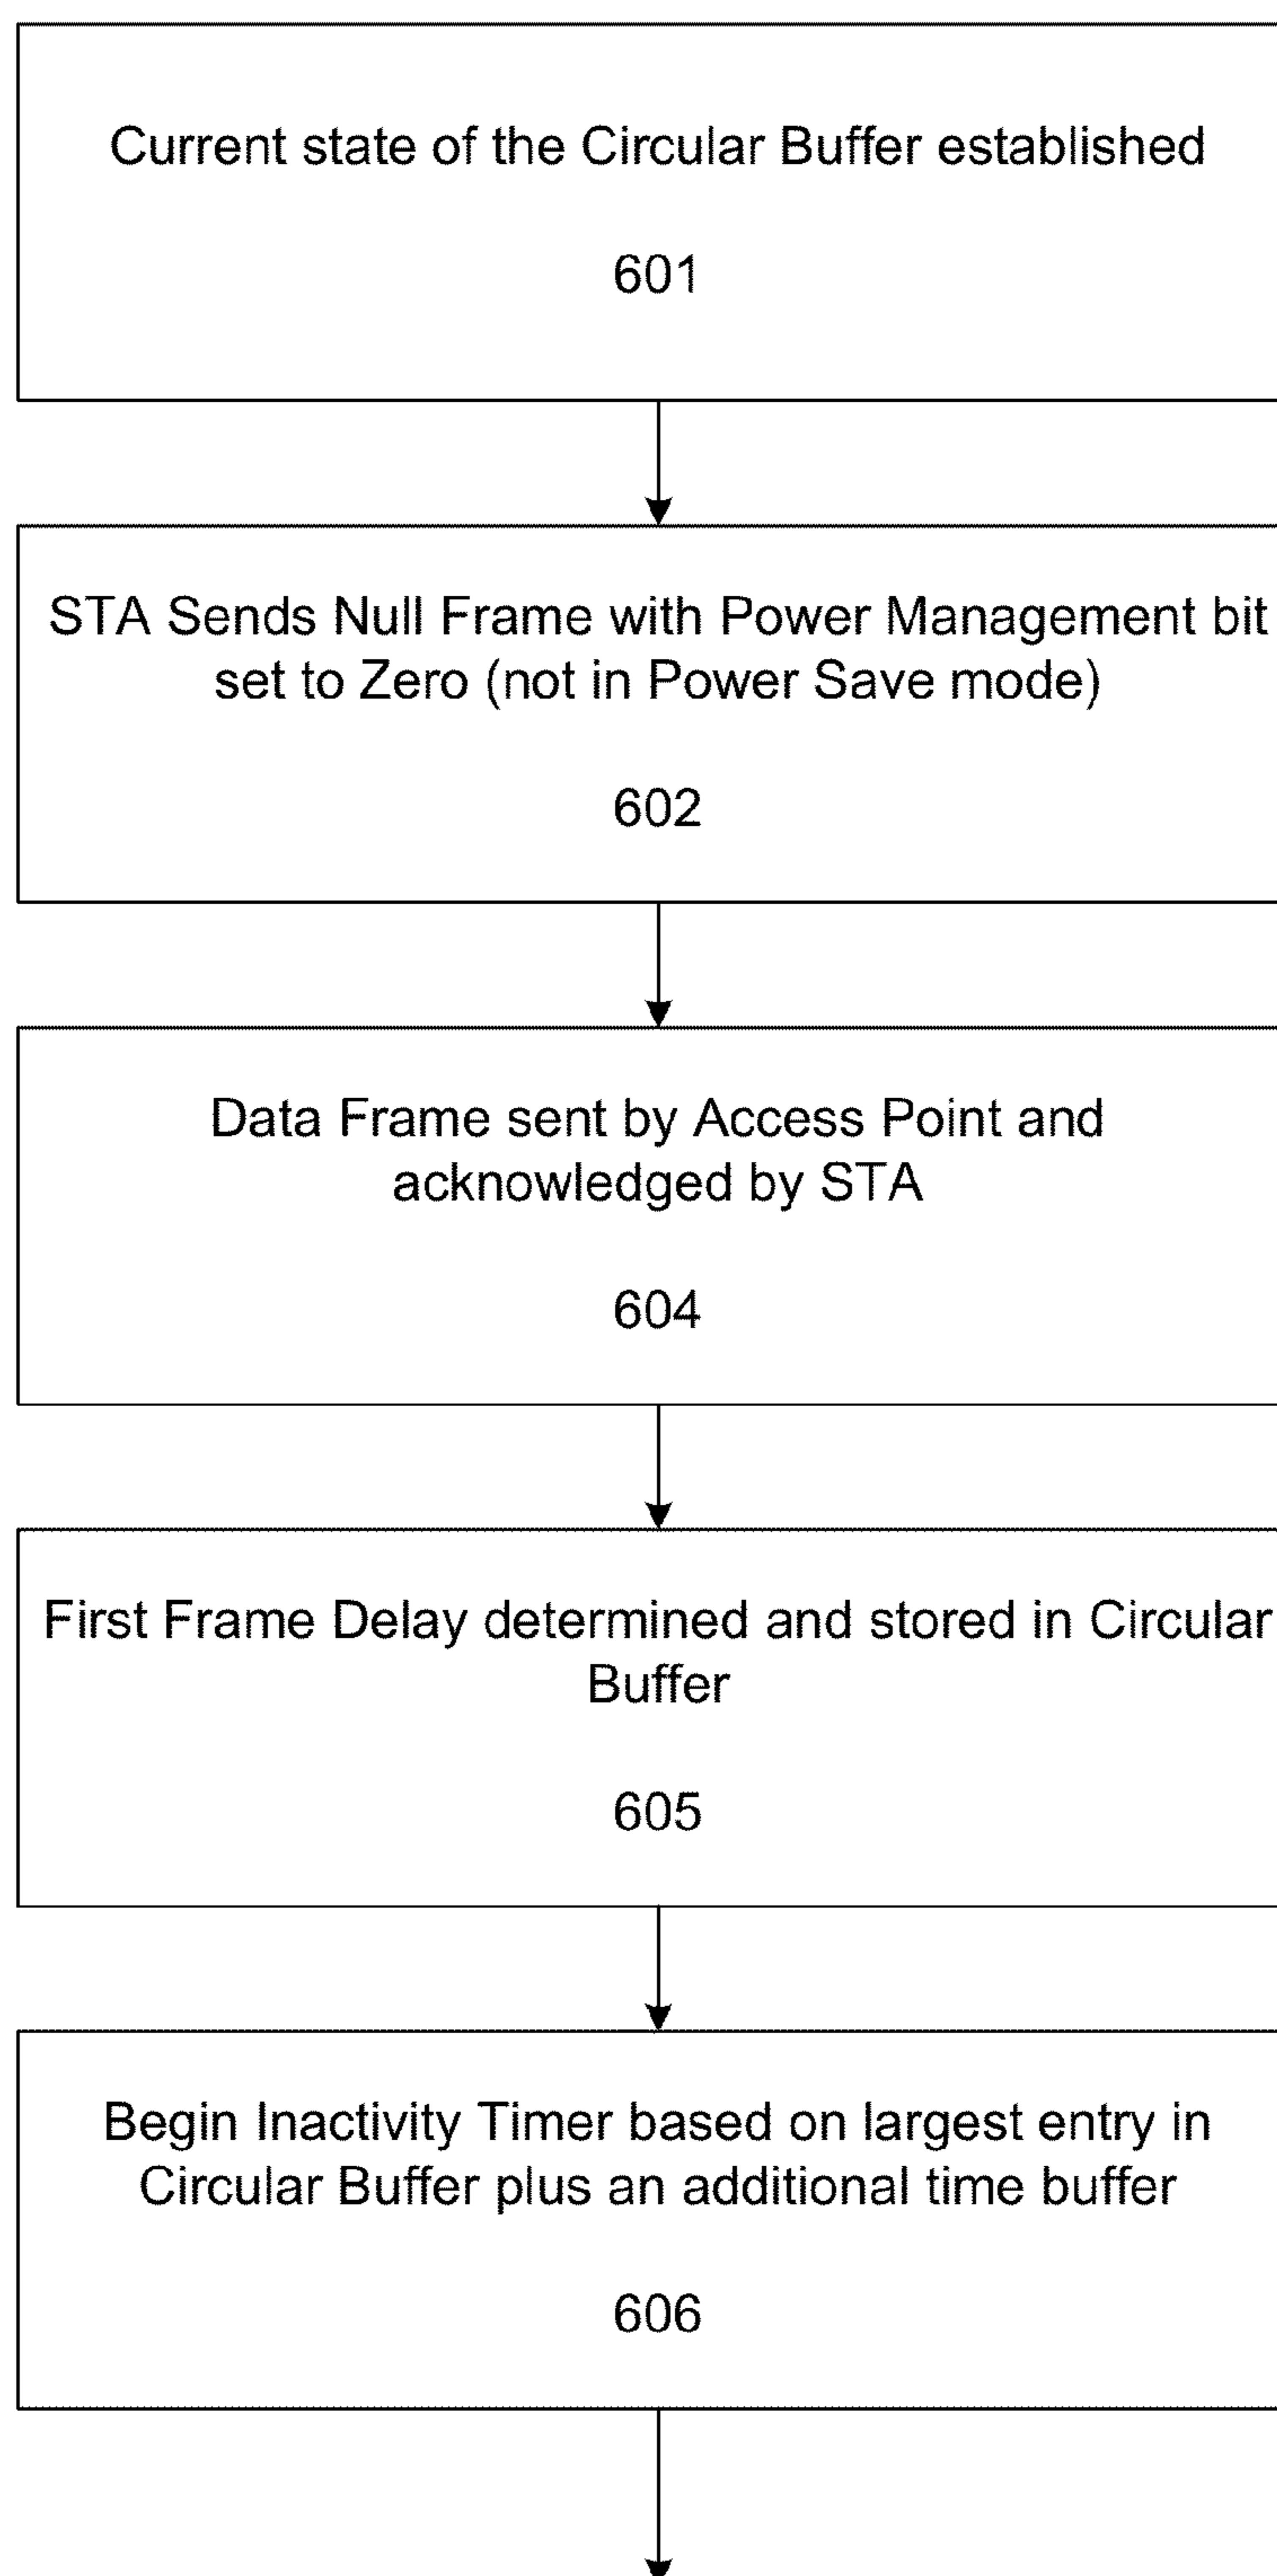 Current state of the Circular Buffer established
601
STA Sends Null Frame with Power Management bit
set to Zero (not in Power Save mode)
602
Data Frame sent by Access Point and
acknowledged by STA
604
First Frame Delay determined and stored in Circular
Buffer
605
Begin Inactivity Timer based on largest entry in
Circular Buffer plus an additional time buffer
606